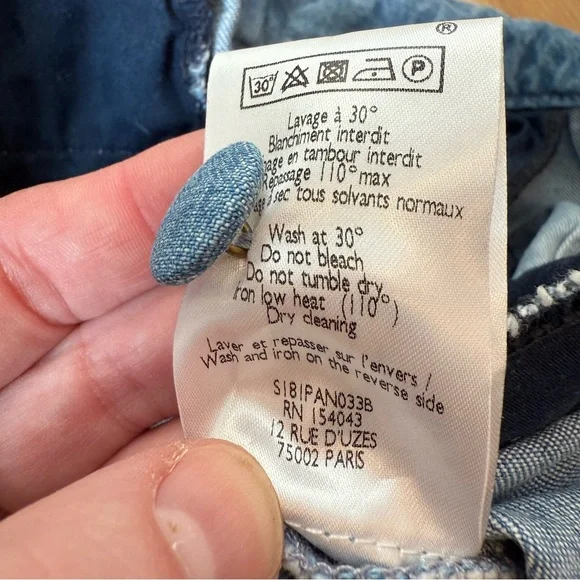 ®
30° P
Lavage à 30°
Blanchiment interdit
en tambour interdit
Repassage 110° max
à sec tous solvants normaux
Wash at 30°
Do not bleach
Do not tumble dry
Iron low heat (110°)
Dry cleaning
Laver et repasser sur l'envers /
Wash and iron on the reverse side
S181PAN033B
RN 154043
12 RUE D'UZES
75002 PARIS